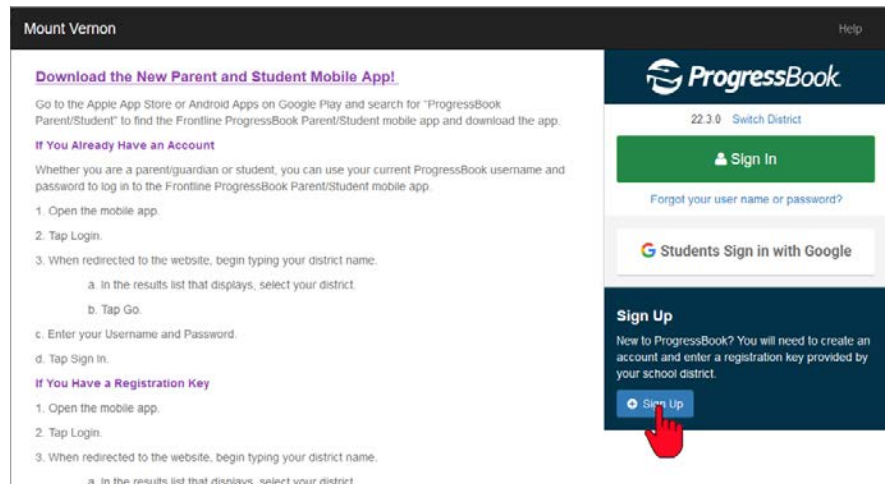 Mount Vernon
Help
Download the New Parent and Student Mobile App!
Go to the Apple App Store or Android Apps on Google Play and search for "ProgressBook
Parent/Student" to find the Frontline ProgressBook Parent/Student mobile app and download the app.
If You Already Have an Account
Whether you are a parent/guardian or student, you can use your current ProgressBook username and
password to log in to the Frontline ProgressBook Parent/Student mobile app.
1. Open the mobile app.
2. Tap Login.
3. When redirected to the website, begin typing your district name.
a. In the results list that displays, select your district.
b. Tap Go.
c. Enter your Username and Password.
d. Tap Sign In.
If You Have a Registration Key
1. Open the mobile app.
2. Tap Login.
3. When redirected to the website, begin typing your district name.
a. In the results list that displays, select your district
ProgressBook
22.3.0 Switch District
Sign In
Forgot your user name or password?
Students Sign in with Google
Sign Up
New to ProgressBook? You will need to create an
account and enter a registration key provided by
your school district.
Sign Up